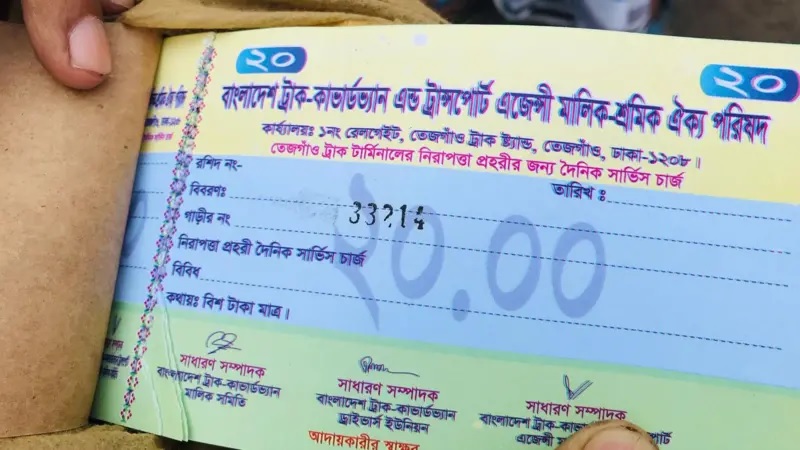 ২০
২০
বাংলাদেশ ট্রাক-কাভার্ডভ্যান এন্ড ট্রান্সপোর্ট এজেন্সী মালিক-শ্রমিক ঐক্য পরিষদ
কার্যালয়ঃ ১নং রেলগেইট, তেজগাঁও ট্রাক ষ্ট্যান্ড, তেজগাঁও, ঢাকা-১২০৮।
তেজগাঁও ট্রাক টার্মিনালের নিরাপত্তা প্রহরীর জন্য দৈনিক সার্ভিস চার্জ
রশিদ নং-
তারিখ ঃ
বিবরণঃ
গাড়ীর নং
নিরাপত্তা প্রহরী দৈনিক সার্ভিস চার্জ
২০.০০
বিবিধ
কথায়ঃ বিশ টাকা মাত্র।
সাধারণ সম্পাদক
বাংলাদেশ ট্রাক-কাভার্ডভ্যান
মালিক সমিতি
সাধারণ সম্পাদক
বাংলাদেশ ট্রাক-কাভার্ডভ্যান
ড্রাইভার্স ইউনিয়ন
আদায়কারীর স্বাক্ষর
সাধারণ সম্পাদক
বাংলাদেশ ট্রাক-কাভার্ডভ্যান